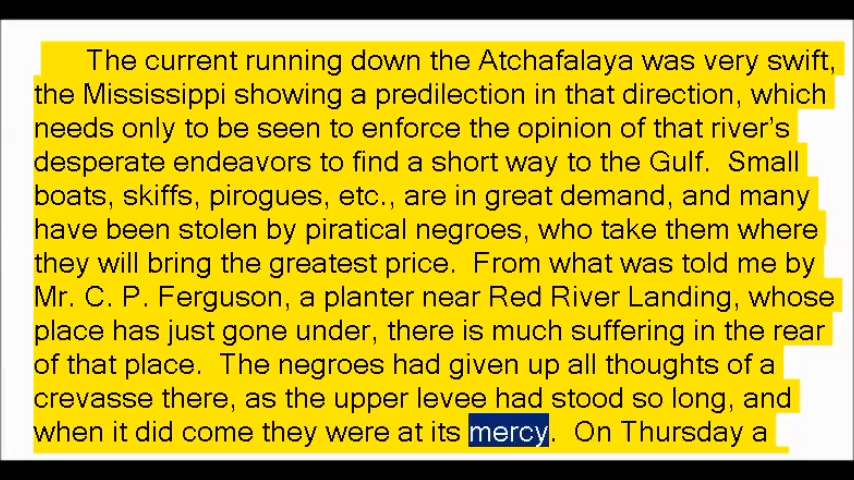 The current running down the Atchafalaya was very swift,
the Mississippi showing a predilection in that direction, which
needs only to be seen to enforce the opinion of that river's
desperate endeavors to find a short way to the Gulf.  Small
boats, skiffs, pirogues, etc., are in great demand, and many
have been stolen by piratical negroes, who take them where
they will bring the greatest price.  From what was told me by
Mr. C. P. Ferguson, a planter near Red River Landing, whose
place has just gone under, there is much suffering in the rear
of that place.  The negroes had given up all thoughts of a
crevasse there, as the upper levee had stood so long, and
when it did come they were at its mercy.  On Thursday a